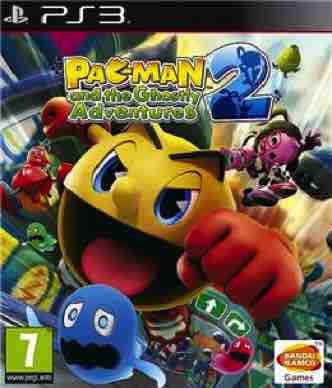 PS3
PAC-MAN
and the Ghostly
Adventures 2
7
www.pegi.info
BANDAI
NAMCO
Games